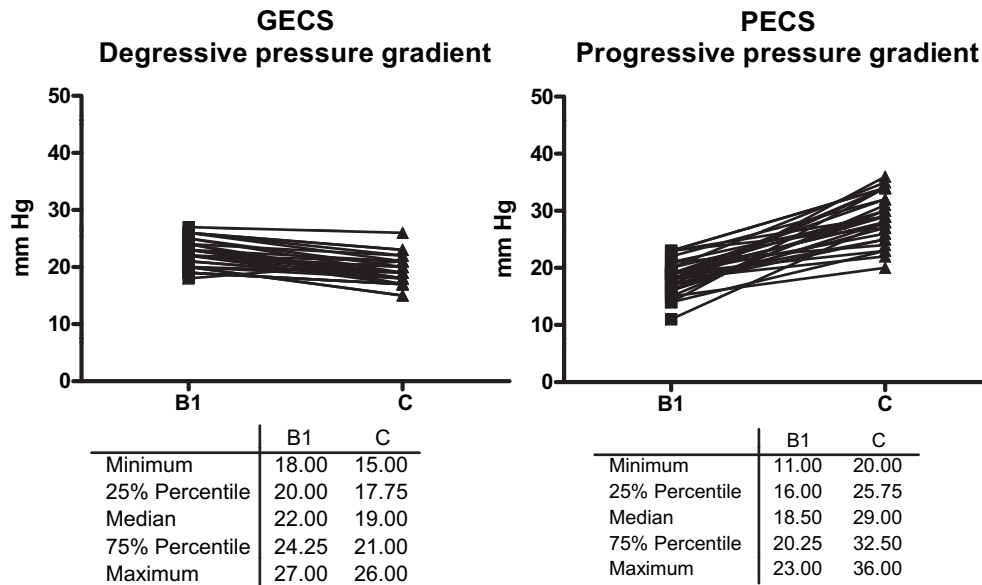 GECS
Degressive pressure gradient
50
40
30
20
10
0
mm Hg
B1 C
B1 C
Minimum 18.00 15.00
25% Percentile 20.00 17.75
Median 22.00 19.00
75% Percentile 24.25 21.00
Maximum 27.00 26.00
PECS
Progressive pressure gradient
50
40
30
20
10
0
mm Hg
B1 C
B1 C
Minimum 11.00 20.00
25% Percentile 16.00 25.75
Median 18.50 29.00
75% Percentile 20.25 32.50
Maximum 23.00 36.00